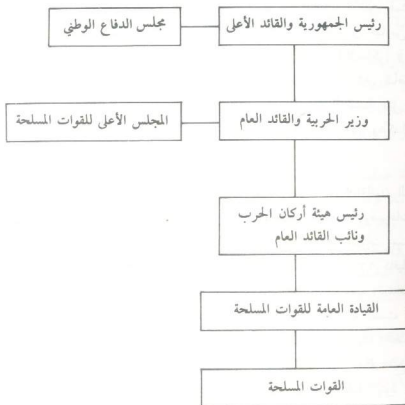 رئيس الجمهورية والقائد الأعلى
مجلس الدفاع الوطني
وزير الحربية والقائد العام
المجلس الأعلى للقوات المسلحة
رئيس هيئة أركان الحرب
ونائب القائد العام
القيادة العامة للقوات المسلحة
القوات المسلحة